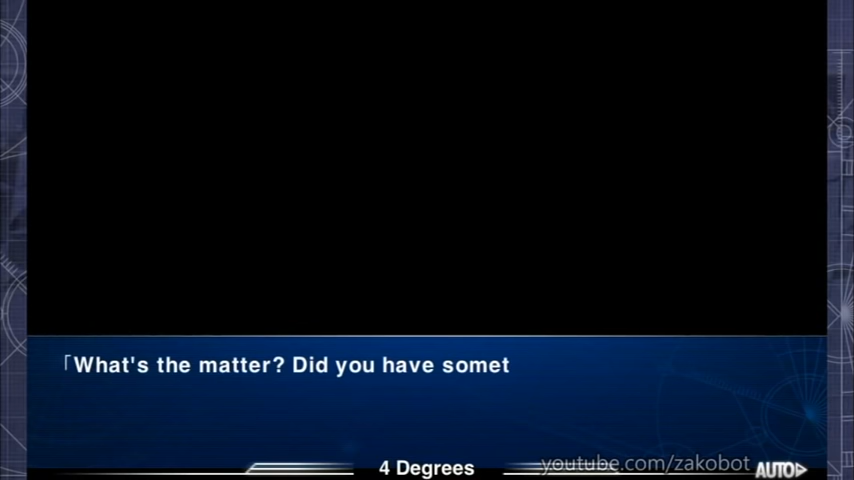 「What's the matter? Did you have somet
4 Degrees
youtube.com/zakobot
AUTO▷